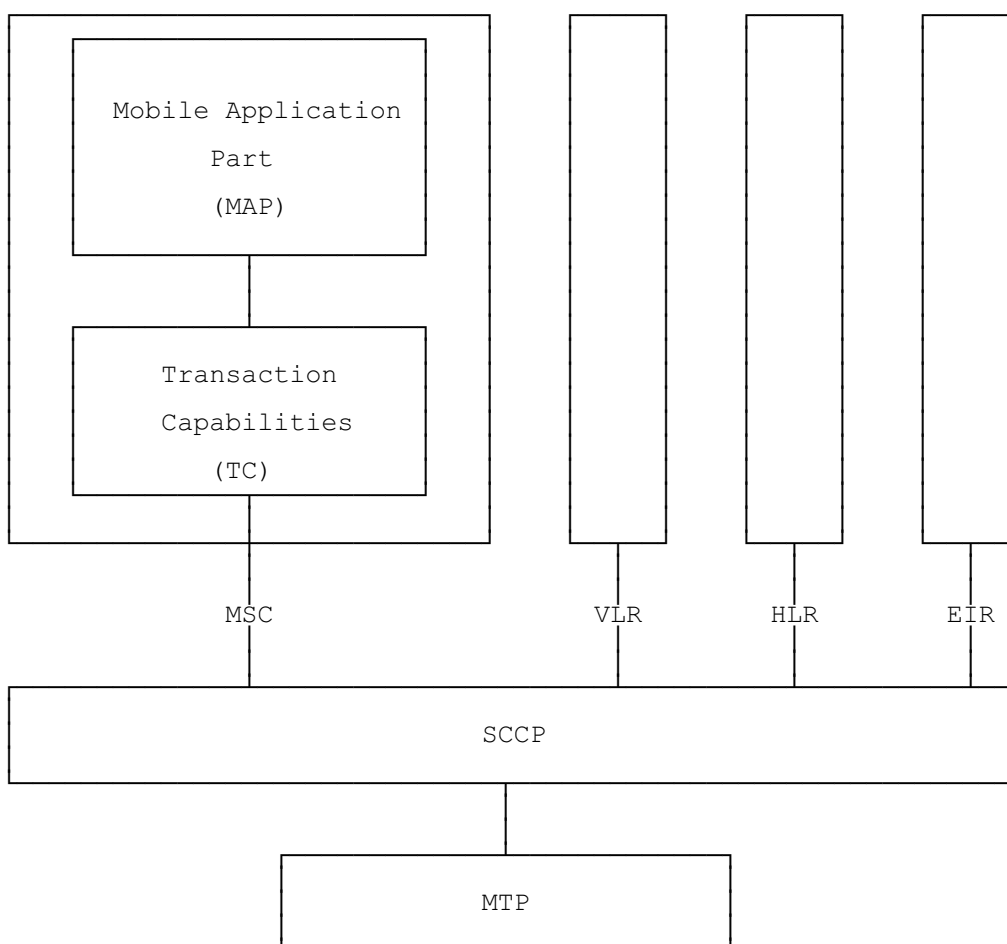 Mobile Application
Part
(MAP)
Transaction
Capabilities
(TC)
MSC VLR HLR EIR
SCCP
MTP